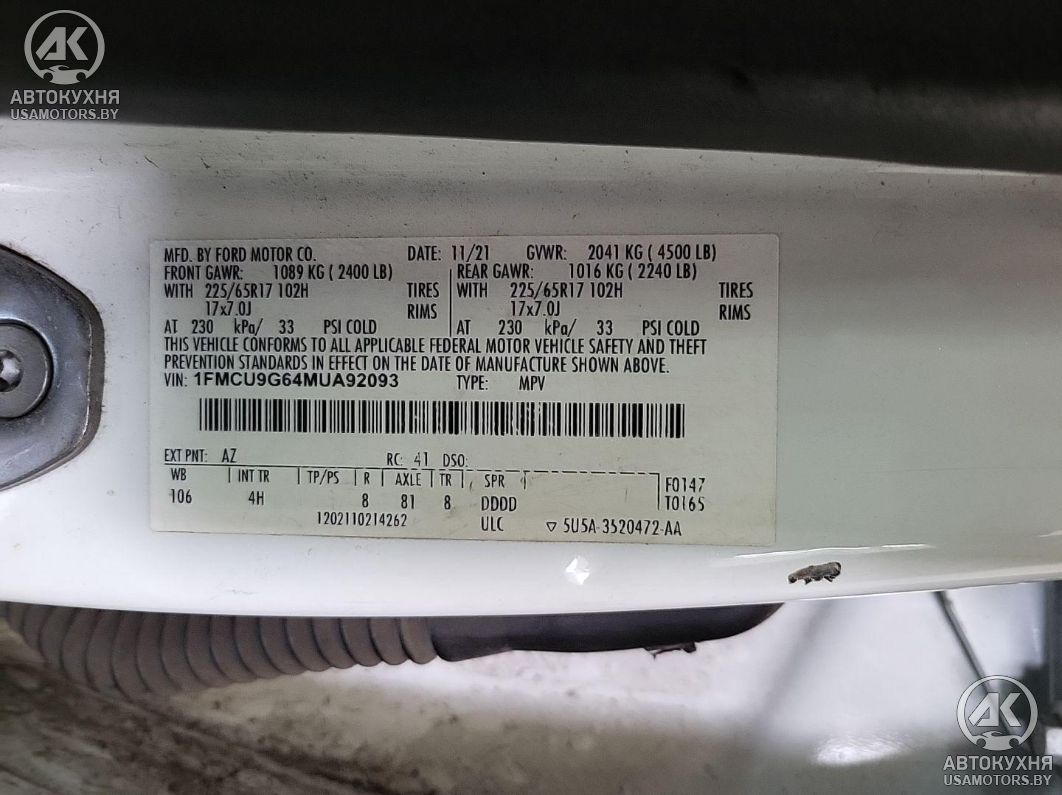 АК
АВТОКУХНЯ
USAMOTORS.BY
MFD. BY FORD MOTOR CO. DATE: 11/21 GVWR: 2041 KG ( 4500 LB)
FRONT GAWR: 1089 KG ( 2400 LB) REAR GAWR: 1016 KG ( 2240 LB)
WITH 225/65R17 102H TIRES WITH 225/65R17 102H TIRES
17x7.0J RIMS 17x7.0J RIMS
AT 230 kPa/ 33 PSI COLD AT 230 kPa/ 33 PSI COLD
THIS VEHICLE CONFORMS TO ALL APPLICABLE FEDERAL MOTOR VEHICLE SAFETY AND THEFT
PREVENTION STANDARDS IN EFFECT ON THE DATE OF MANUFACTURE SHOWN ABOVE.
VIN: 1FMCU9G64MUA92093 TYPE: MPV
EXT PNT: AZ RC: 41 DSO:
WB INT TR TP/PS R AXLE TR SPR F0147
106 4H 8 81 8 DDDD T0165
1202110214262 ULC 5U5A-3520472-AA
АК
АВТОКУХНЯ
USAMOTORS.BY